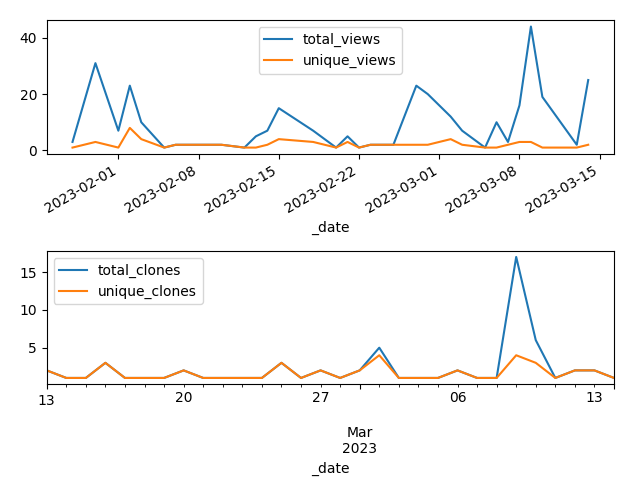 40
20
0
total_views
unique_views
2023-02-01
2023-02-08
2023-02-15
2023-02-22
2023-03-01
2023-03-08
2023-03-15
_date
15
10
5
total_clones
unique_clones
13 20 27 06 13
Mar
2023
_date